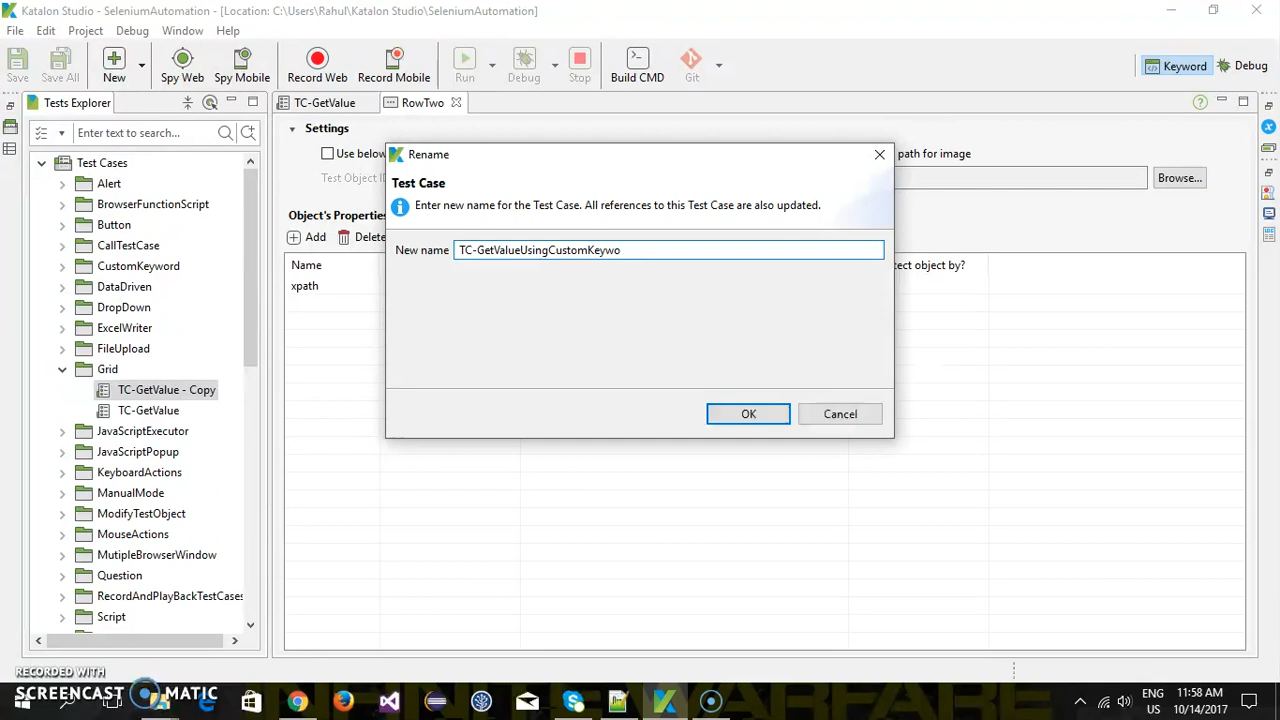 Katalon Studio - SeleniumAutomation - [Location: C:\Users\Rahul\Katalon Studio\SeleniumAutomation]
File Edit Project Debug Window Help
Save Save All New Spy Web Spy Mobile Record Web Record Mobile Run Debug Stop Build CMD Git Keyword Debug
Tests Explorer TC-GetValue RowTwo
Enter text to search...
Settings
Use below path for image
Test Object ID Browse...
Object's Properties
Add Delete
Name Detect object by?
xpath
Test Cases
Alert
BrowserFunctionScript
Button
CallTestCase
CustomKeyword
DataDriven
DropDown
ExcelWriter
FileUpload
Grid
TC-GetValue - Copy
TC-GetValue
JavaScriptExecutor
JavaScriptPopup
KeyboardActions
ManualMode
ModifyTestObject
MouseActions
MutipleBrowserWindow
Question
RecordAndPlayBackTestCases
Script
Rename
Test Case
Enter new name for the Test Case. All references to this Test Case are also updated.
New name TC-GetValueUsingCustomKeywo
OK Cancel
RECORDED WITH
SCREENCAST MATIC
ENG 11:58 AM
US 10/14/2017